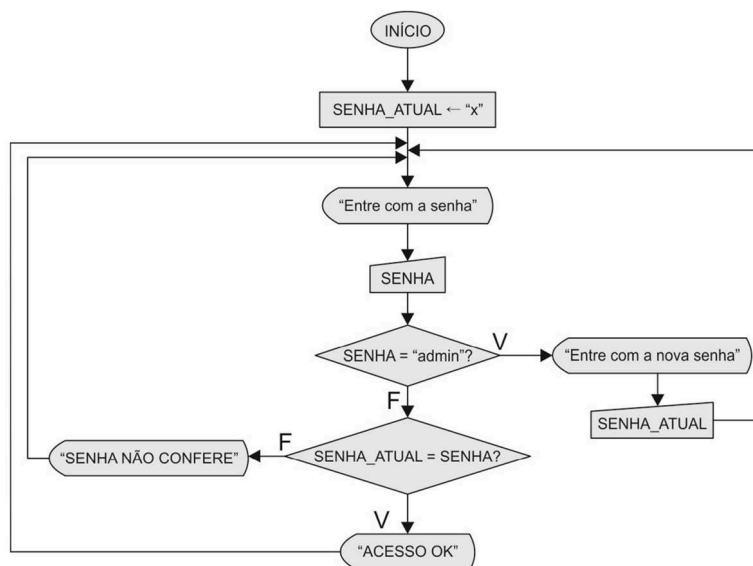 INÍCIO
SENHA_ATUAL ← “x”
“Entre com a senha”
SENHA
SENHA = “admin”?
V
“Entre com a nova senha”
F
SENHA_ATUAL
F
SENHA_ATUAL = SENHA?
“SENHA NÃO CONFERE”
V
“ACESSO OK”